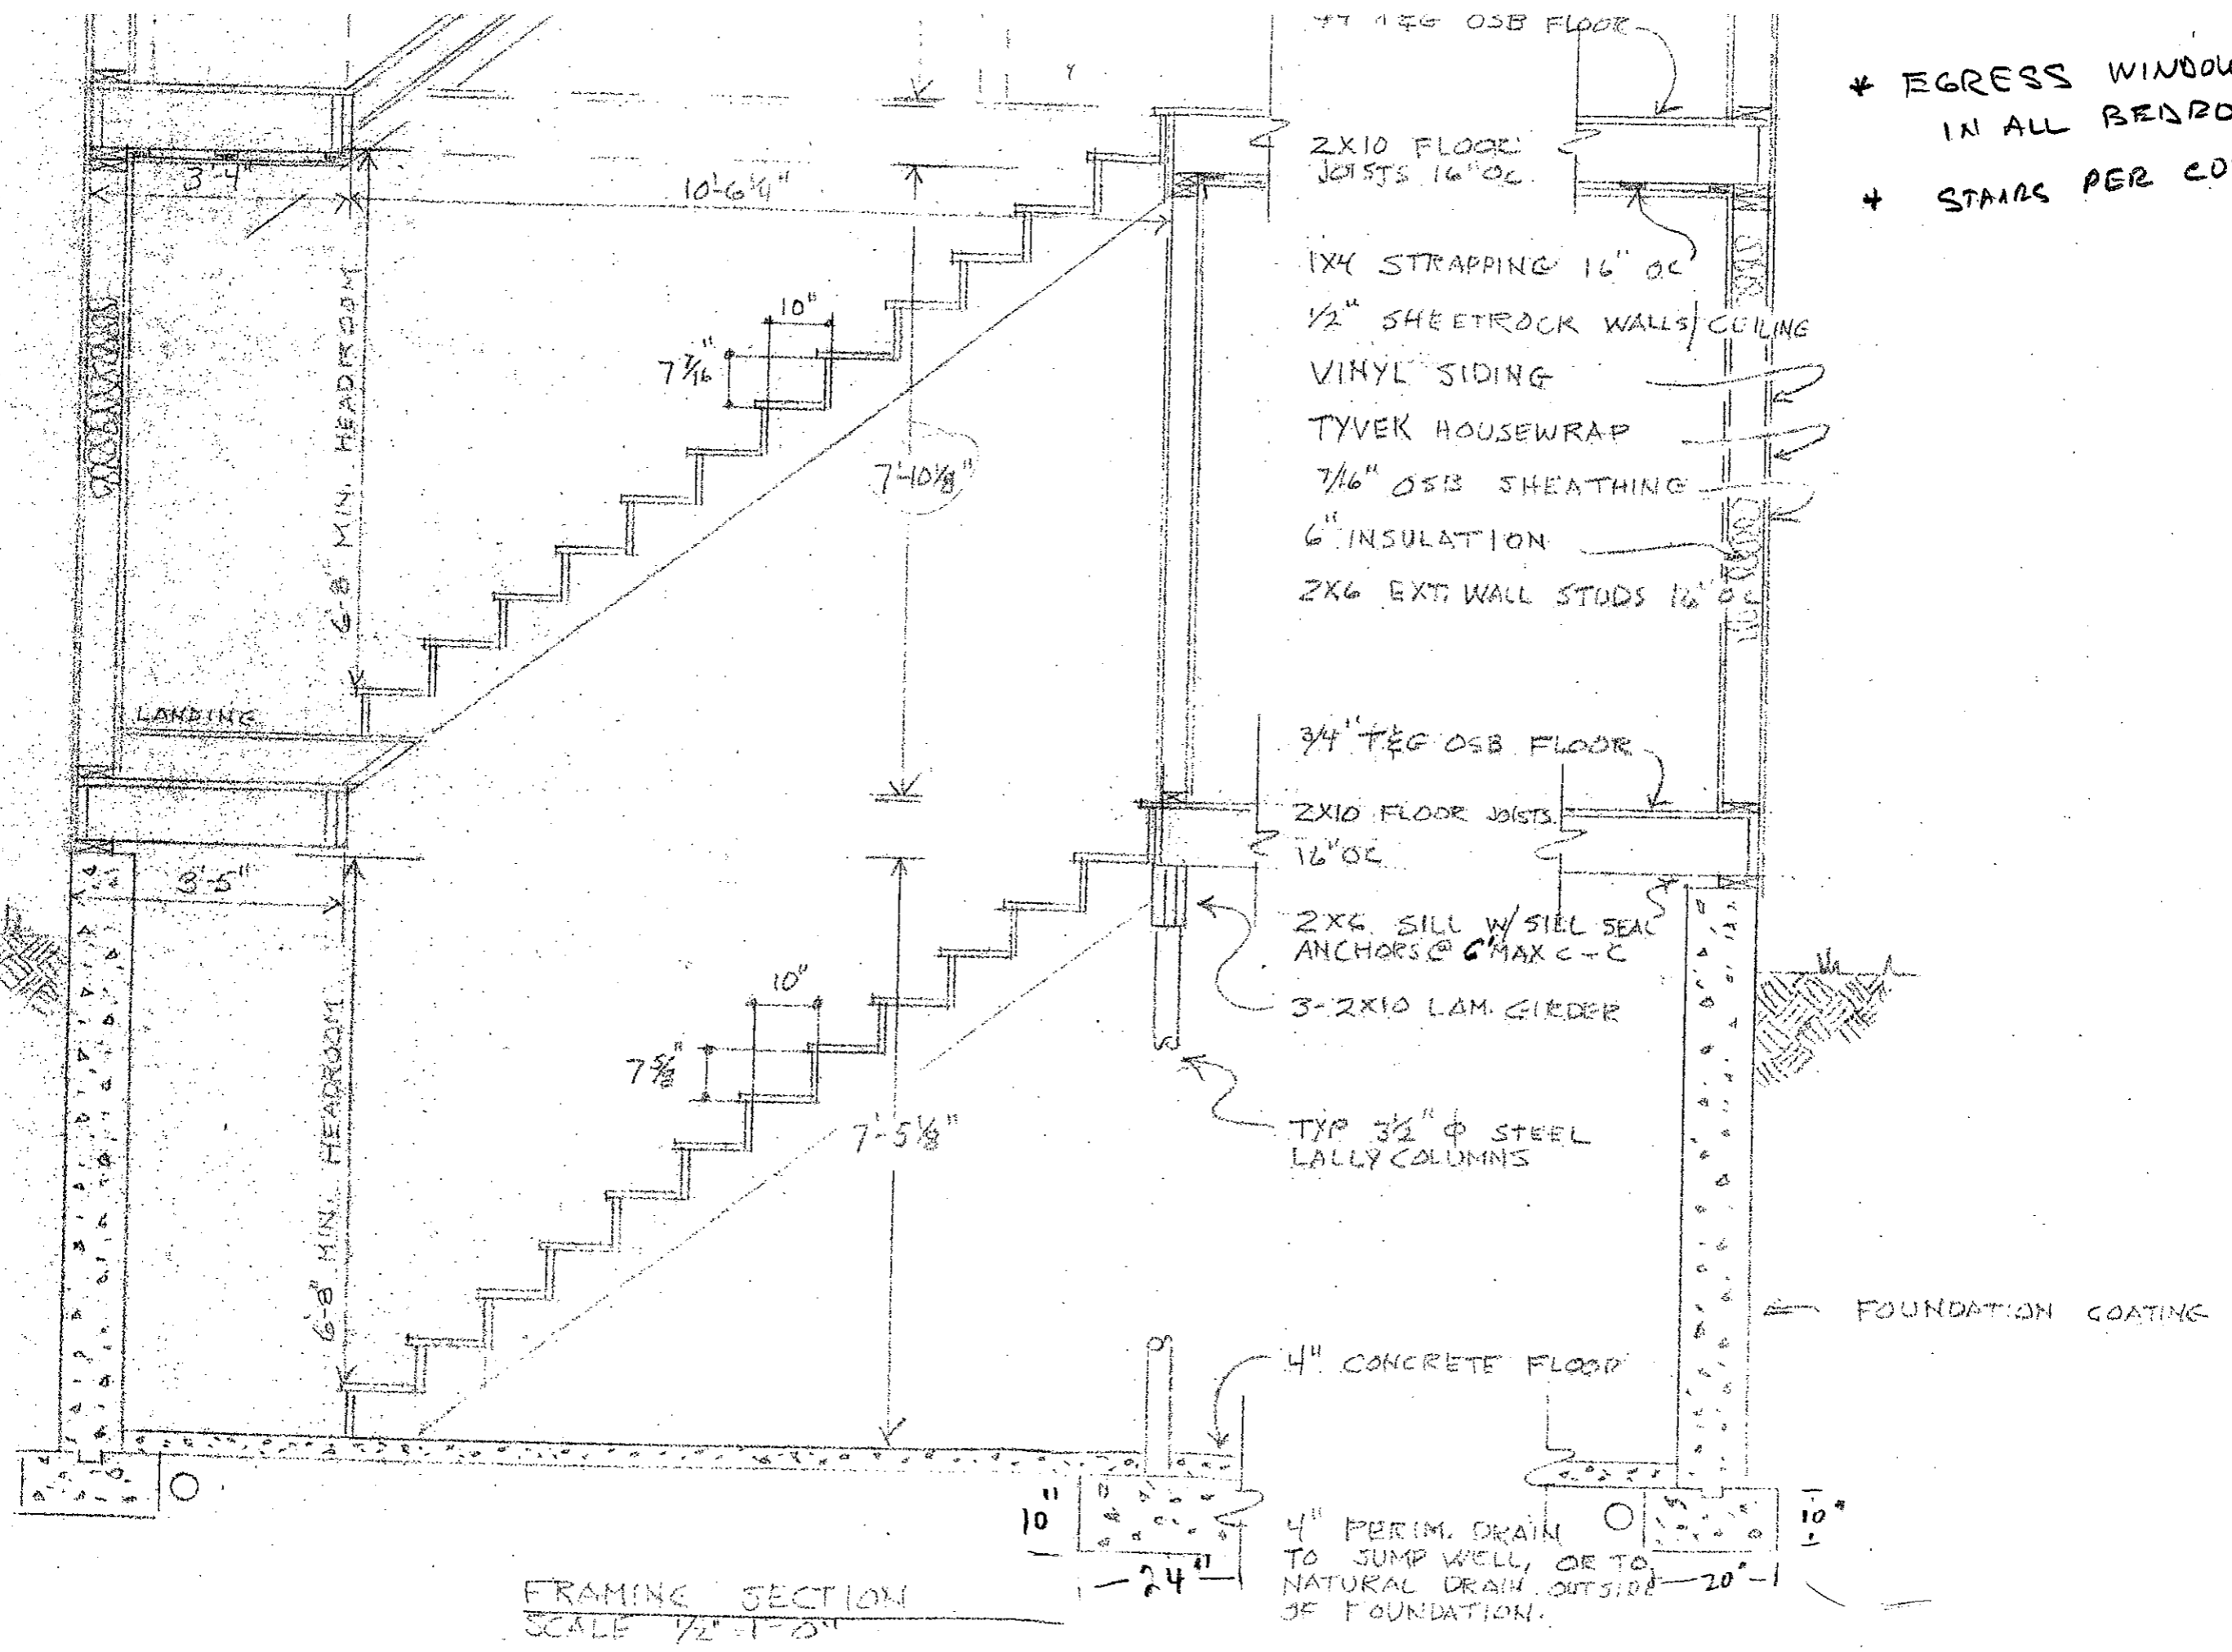 T&G OSB FLOOR
* EGRESS WINDOW
IN ALL BEDRO
* STAIRS PER CO
2X10 FLOOR
JOISTS 16" OC.
3'-4"
10'-6¼"
1X4 STRAPPING 16" OC
1/2" SHEETROCK WALLS/CEILING
10"
7 7/16"
6'-8" MIN. HEADROOM
VINYL SIDING
TYVEK HOUSEWRAP
7'-10⅛"
7/16" OSB SHEATHING
6" INSULATION
2X6 EXT. WALL STUDS 16" OC
LANDING
3/4" T&G OSB FLOOR
2X10 FLOOR JOISTS
16" OC
3'-5"
2X6 SILL W/ SILL SEAL
ANCHORS @ 6' MAX C-C
3-2X10 LAM. GIRDER
10"
7⅝"
6'-8" MIN. HEADROOM
7'-5⅛"
TYP 3½" φ STEEL
LALLY COLUMNS
FOUNDATION COATING
4" CONCRETE FLOOR
10"
24"
4" PERIM. DRAIN
TO SUMP WELL, OR TO
NATURAL DRAIN OUTSIDE
OF FOUNDATION.
10"
20"
FRAMING SECTION
SCALE 1/2"=1'-0"